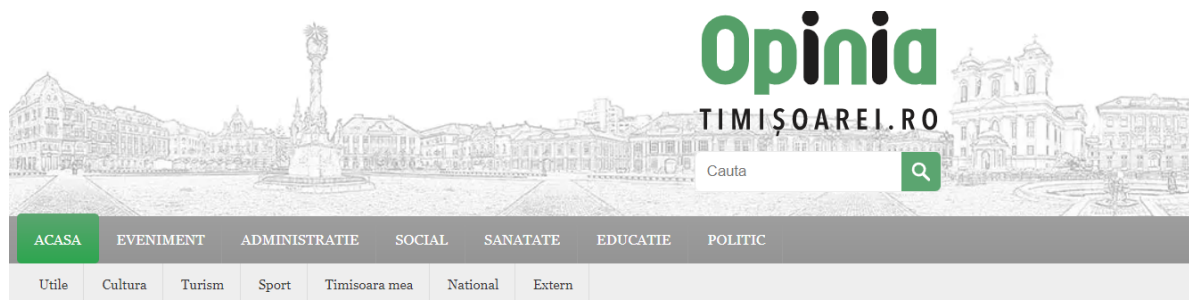 Opinia
TIMIȘOAREI.RO
Cauta
ACASA EVENIMENT ADMINISTRATIE SOCIAL SANATATE EDUCATIE POLITIC
Utile Cultura Turism Sport Timisoara mea National Extern